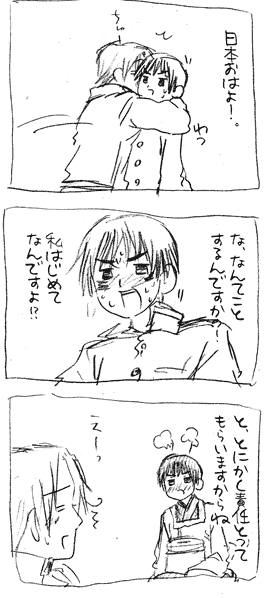 日本おはよー。
ちゅー
わっ
な、なんてこと
するんですかー!
私はじめて
なんですよ!?
と、とにかく責任とって
もらいますからね
えーっ